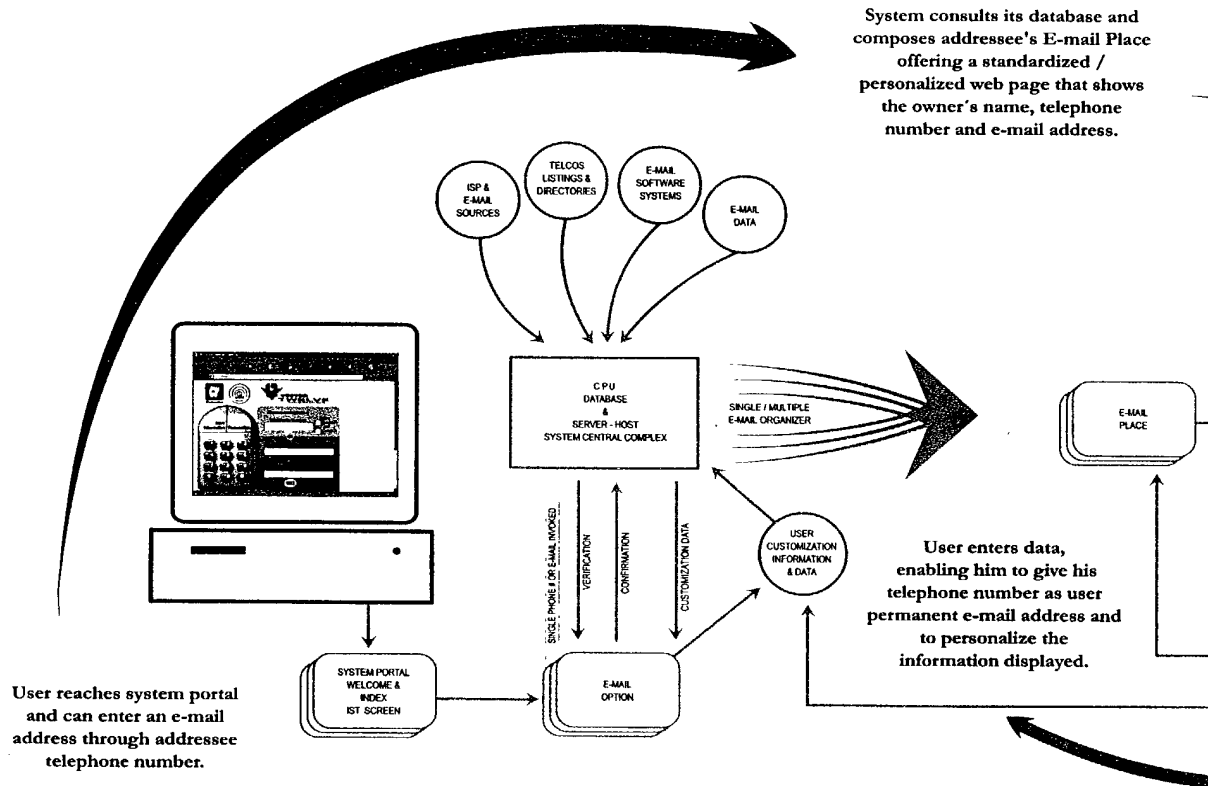 System consults its database and
composes addressee's E-mail Place
offering a standardized /
personalized web page that shows
the owner's name, telephone
number and e-mail address.
ISP &
E-MAIL
SOURCES
TELCOS
LISTINGS &
DIRECTORIES
E-MAIL
SOFTWARE
SYSTEMS
E-MAIL
DATA
CPU
DATABASE
&
SERVER - HOST
SYSTEM CENTRAL COMPLEX
SINGLE / MULTIPLE
E-MAIL ORGANIZER
E-MAIL
PLACE
SINGLE PHONE # OR E-MAIL INVOKED
VERIFICATION
CONFIRMATION
CUSTOMIZATION DATA
USER
CUSTOMIZATION
INFORMATION
& DATA
User enters data,
enabling him to give his
telephone number as user
permanent e-mail address and
to personalize the
information displayed.
SYSTEM PORTAL
WELCOME &
INDEX
IST SCREEN
E-MAIL
OPTION
User reaches system portal
and can enter an e-mail
address through addressee
telephone number.